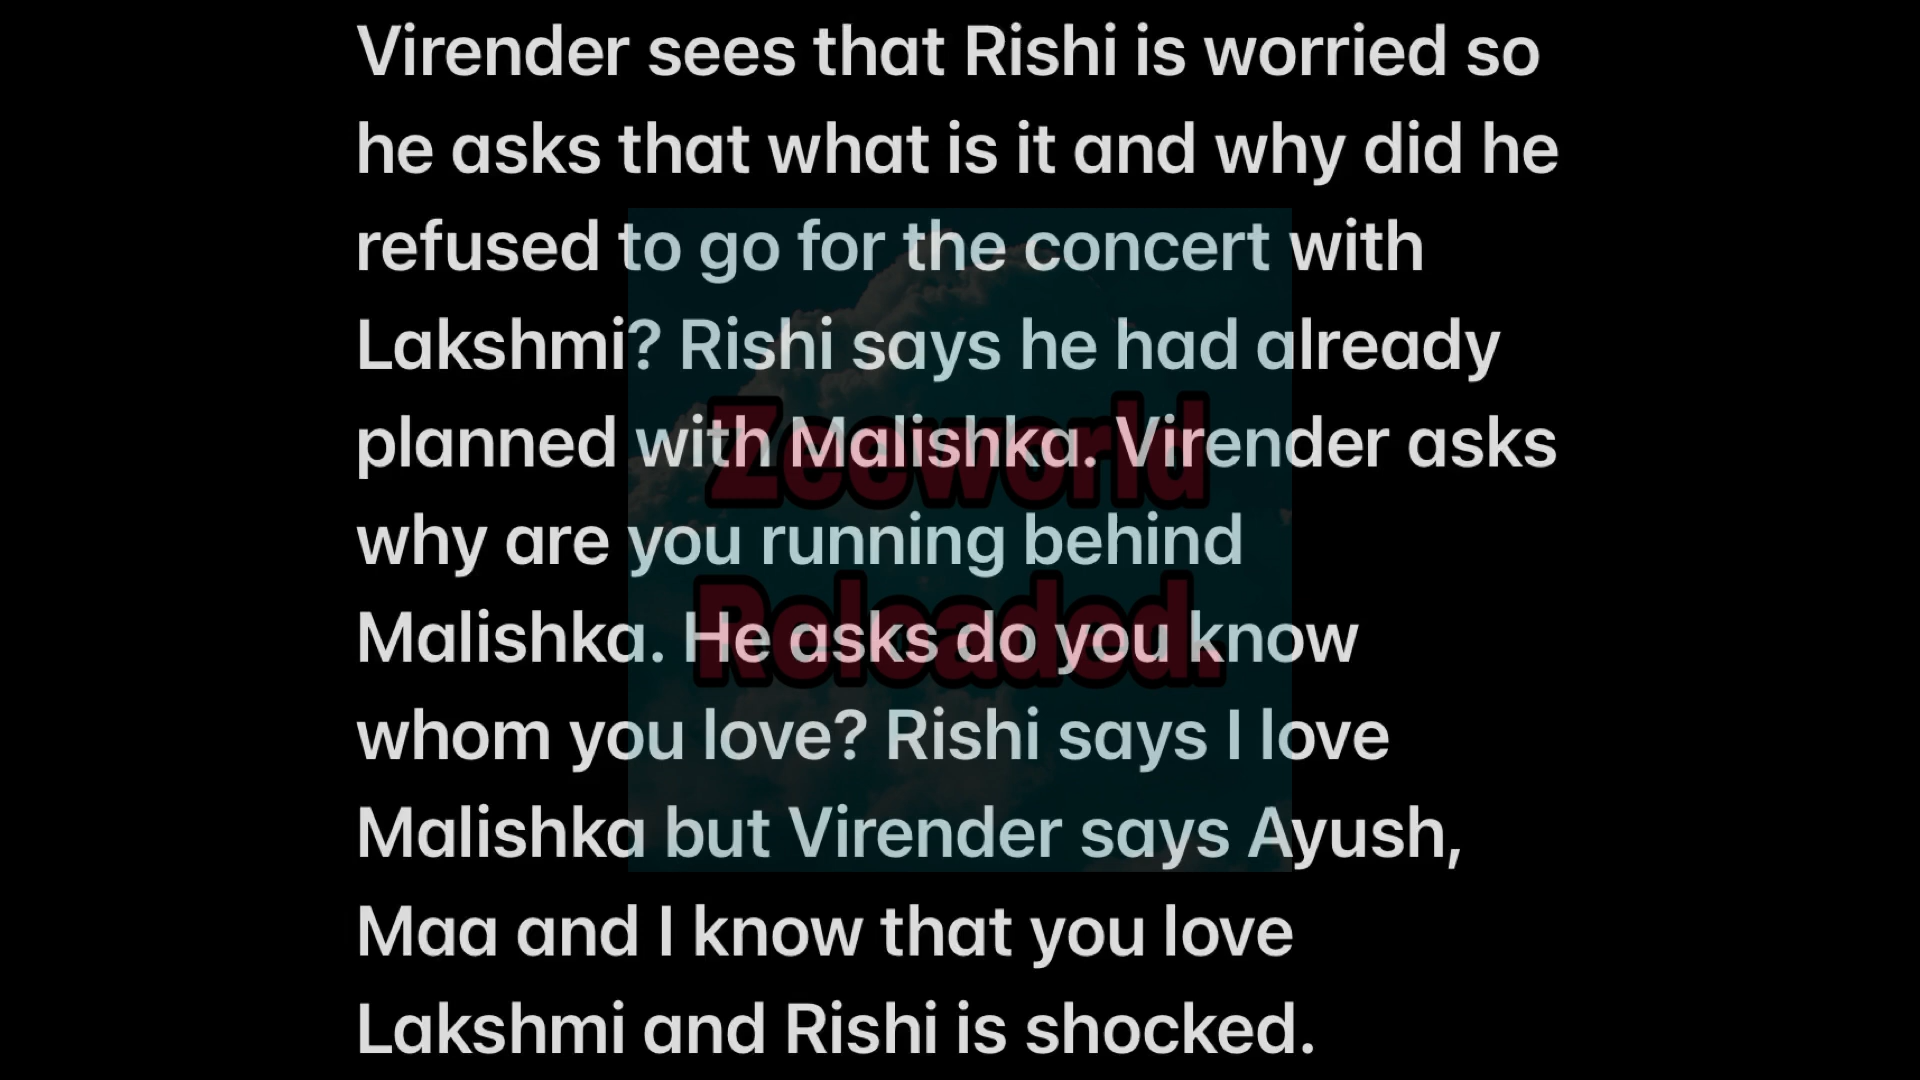 Virender sees that Rishi is worried so
he asks that what is it and why did he
refused to go for the concert with
Lakshmi? Rishi says he had already
planned with Malishka. Virender asks
why are you running behind
Malishka. He asks do you know
whom you love? Rishi says I love
Malishka but Virender says Ayush,
Maa and I know that you love
Lakshmi and Rishi is shocked.
Zeeworld
Reloaded.